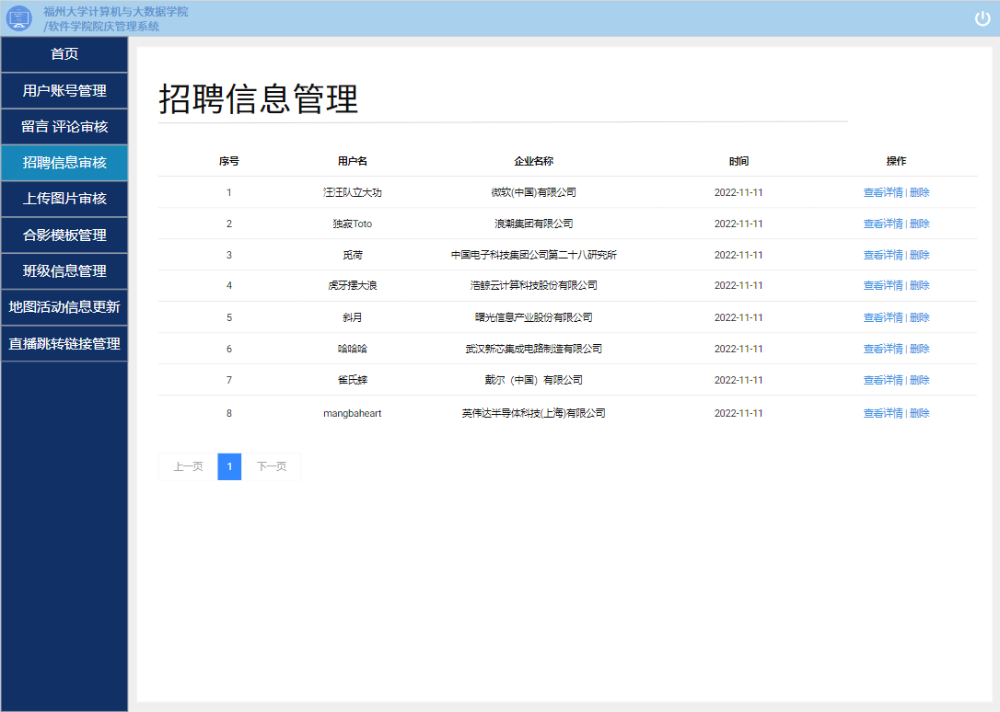 福州大学计算机与大数据学院
/软件学院院庆管理系统
首页
用户账号管理
留言 评论审核
招聘信息审核
上传图片审核
合影模板管理
班级信息管理
地图活动信息更新
直播跳转链接管理
招聘信息管理
序号 用户名 企业名称 时间 操作
1 汪汪队立大功 微软(中国)有限公司 2022-11-11 查看详情 | 删除
2 独寂Toto 浪潮集团有限公司 2022-11-11 查看详情 | 删除
3 觅荷 中国电子科技集团公司第二十八研究所 2022-11-11 查看详情 | 删除
4 虎牙摆大浪 浩鲸云计算科技股份有限公司 2022-11-11 查看详情 | 删除
5 斜月 曙光信息产业股份有限公司 2022-11-11 查看详情 | 删除
6 哈哈哈 武汉新芯集成电路制造有限公司 2022-11-11 查看详情 | 删除
7 雀氏蟀 戴尔（中国）有限公司 2022-11-11 查看详情 | 删除
8 mangbaheart 英伟达半导体科技(上海)有限公司 2022-11-11 查看详情 | 删除
上一页 1 下一页